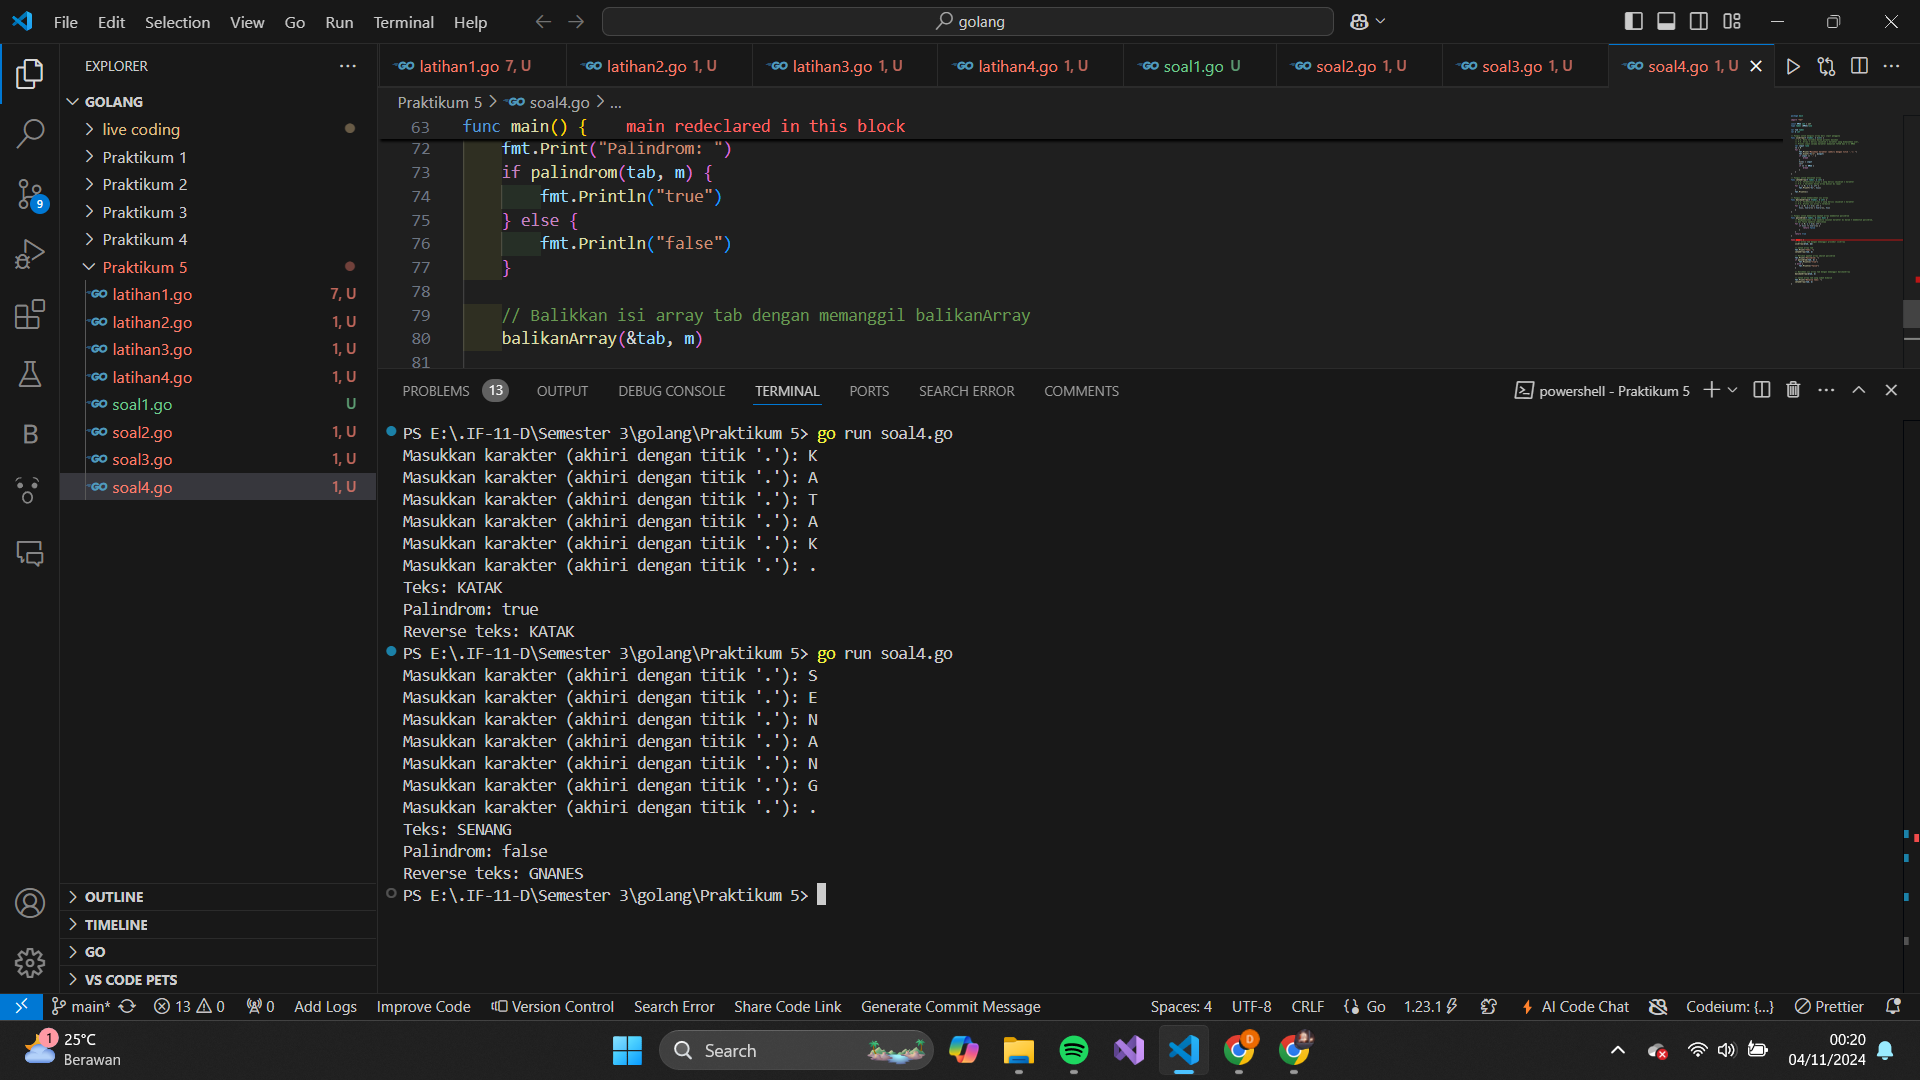 File Edit Selection View Go Run Terminal Help
golang
EXPLORER
GOLANG
live coding
Praktikum 1
Praktikum 2
Praktikum 3
Praktikum 4
Praktikum 5
latihan1.go 7, U
latihan2.go 1, U
latihan3.go 1, U
latihan4.go 1, U
soal1.go U
soal2.go 1, U
soal3.go 1, U
soal4.go 1, U
OUTLINE
TIMELINE
GO
VS CODE PETS
9
latihan1.go 7, U latihan2.go 1, U latihan3.go 1, U latihan4.go 1, U soal1.go U soal2.go 1, U soal3.go 1, U soal4.go 1, U
Praktikum 5 > soal4.go > ...
63 func main() { main redeclared in this block
72 fmt.Print("Palindrom: ")
73 if palindrom(tab, m) {
74 fmt.Println("true")
75 } else {
76 fmt.Println("false")
77 }
78
79 // Balikkan isi array tab dengan memanggil balikanArray
80 balikanArray(&tab, m)
81
PROBLEMS 13 OUTPUT DEBUG CONSOLE TERMINAL PORTS SEARCH ERROR COMMENTS
powershell - Praktikum 5
PS E:\.IF-11-D\Semester 3\golang\Praktikum 5> go run soal4.go
Masukkan karakter (akhiri dengan titik '.'): K
Masukkan karakter (akhiri dengan titik '.'): A
Masukkan karakter (akhiri dengan titik '.'): T
Masukkan karakter (akhiri dengan titik '.'): A
Masukkan karakter (akhiri dengan titik '.'): K
Masukkan karakter (akhiri dengan titik '.'): .
Teks: KATAK
Palindrom: true
Reverse teks: KATAK
PS E:\.IF-11-D\Semester 3\golang\Praktikum 5> go run soal4.go
Masukkan karakter (akhiri dengan titik '.'): S
Masukkan karakter (akhiri dengan titik '.'): E
Masukkan karakter (akhiri dengan titik '.'): N
Masukkan karakter (akhiri dengan titik '.'): A
Masukkan karakter (akhiri dengan titik '.'): N
Masukkan karakter (akhiri dengan titik '.'): G
Masukkan karakter (akhiri dengan titik '.'): .
Teks: SENANG
Palindrom: false
Reverse teks: GNANES
PS E:\.IF-11-D\Semester 3\golang\Praktikum 5>
main* 13 0 0 Add Logs Improve Code Version Control Search Error Share Code Link Generate Commit Message
Spaces: 4 UTF-8 CRLF Go 1.23.1 AI Code Chat Codeium: {...} Prettier
1
25°C
Berawan
Search
D
00:20
04/11/2024